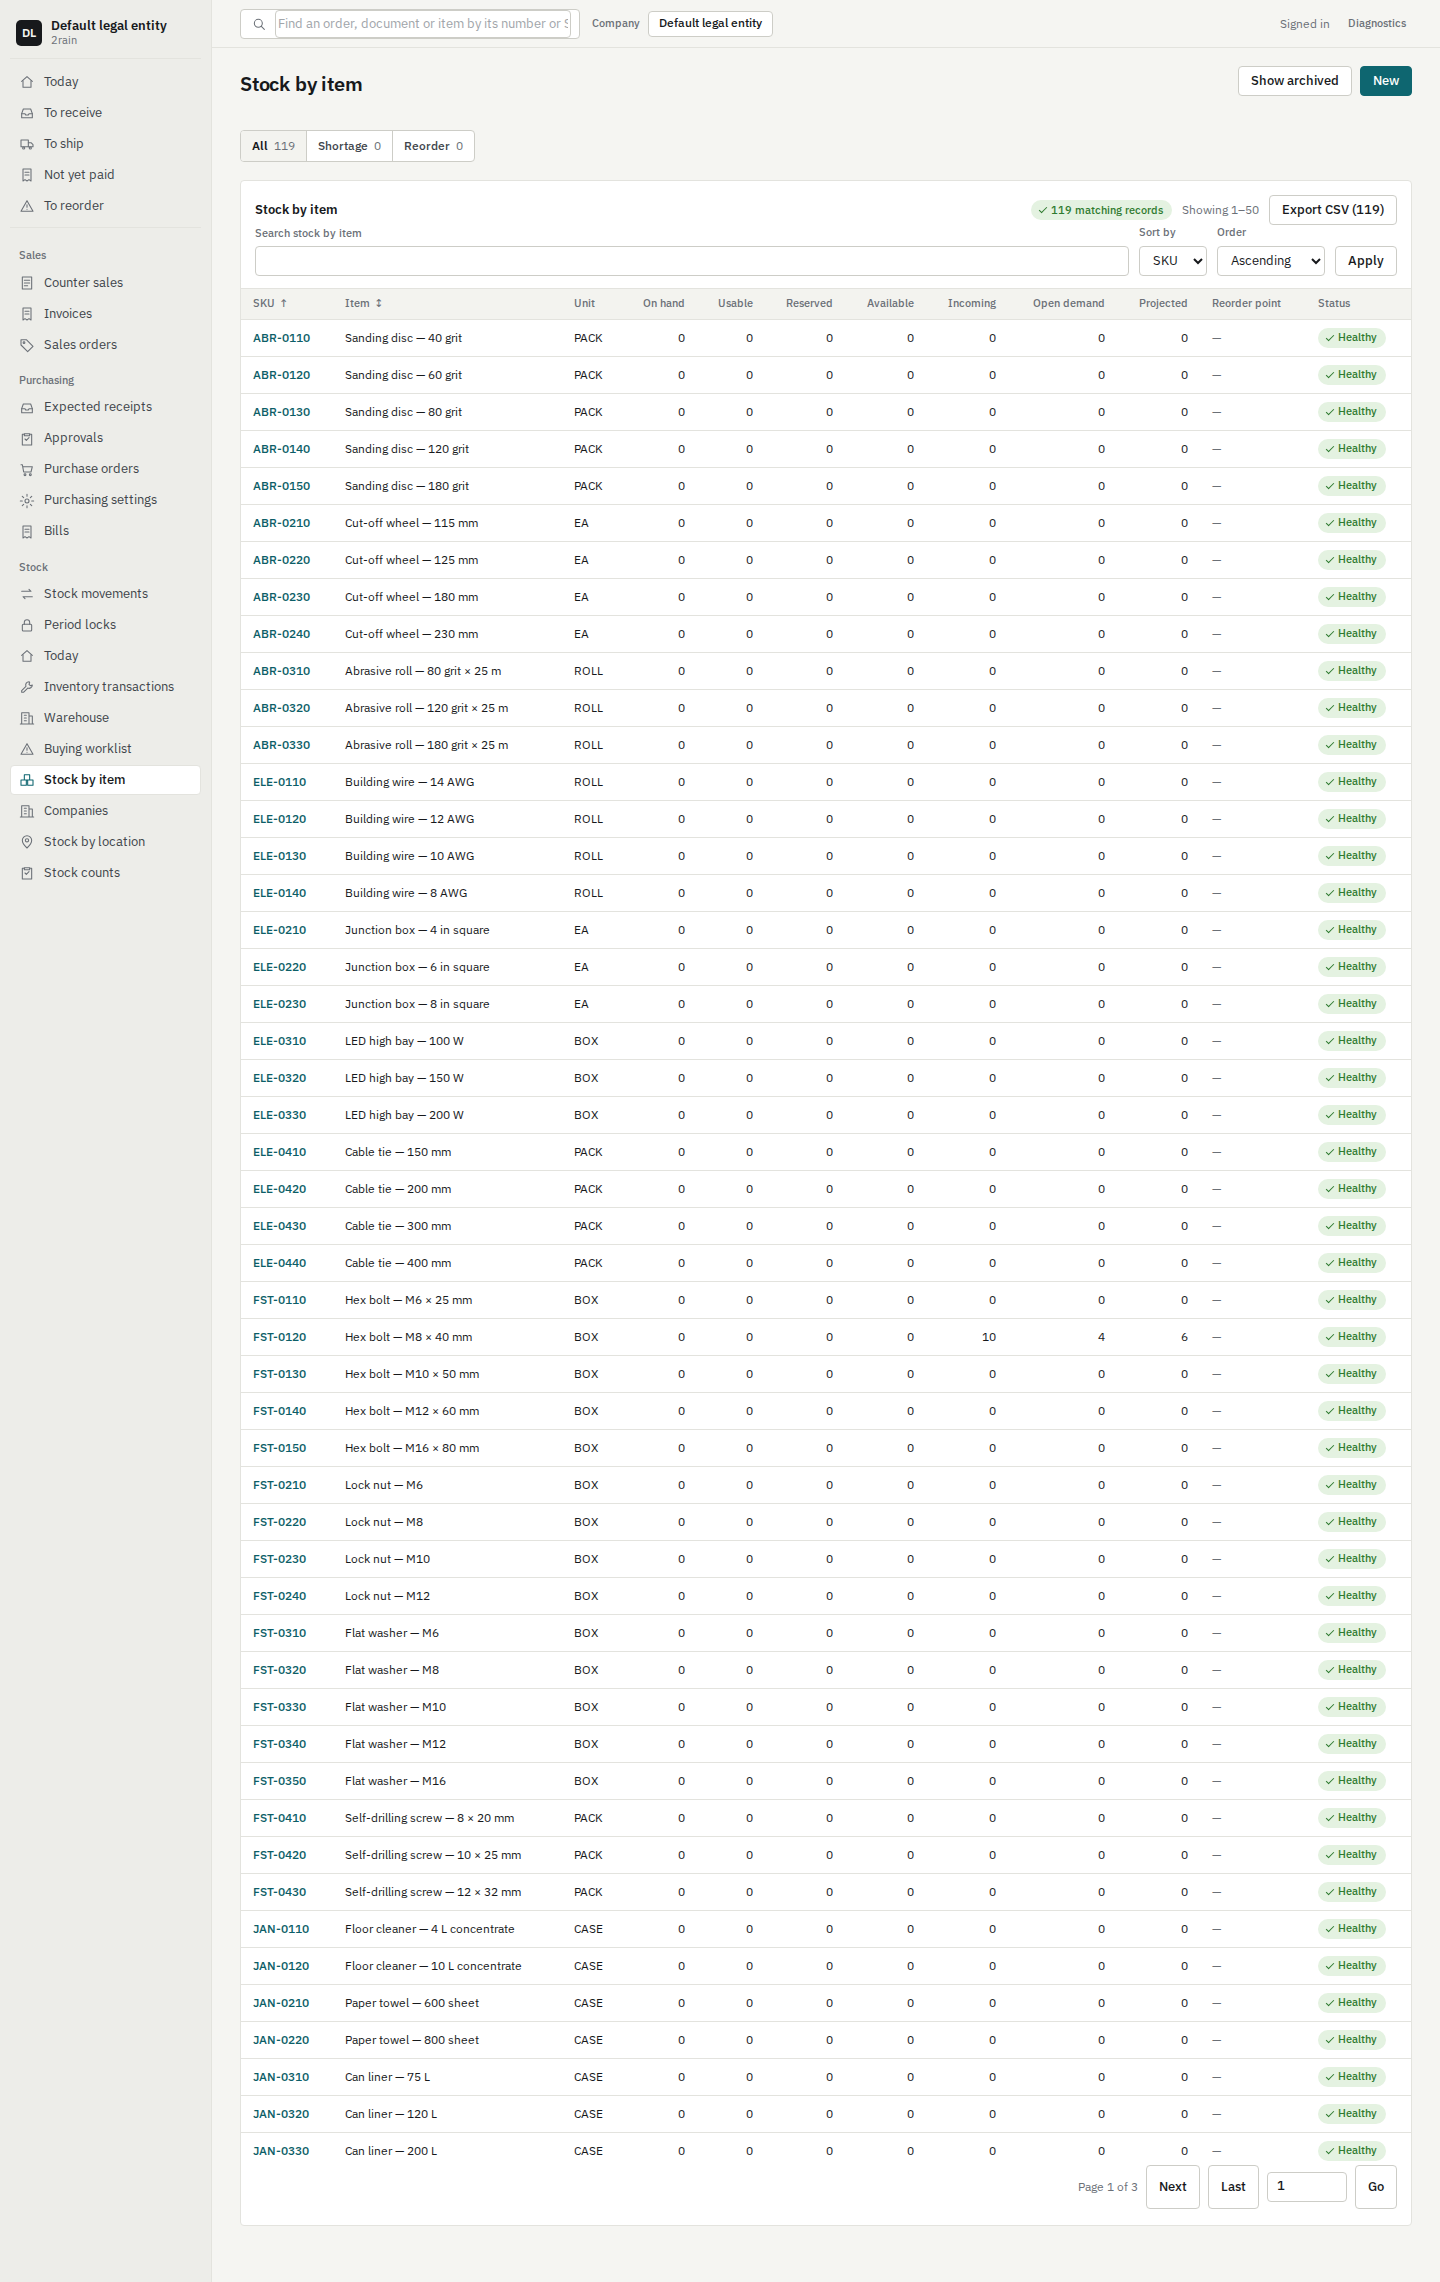 DL Default legal entity
2rain
Find an order, document or item by its number or S
Company Default legal entity
Signed in Diagnostics
Today
To receive
To ship
Not yet paid
To reorder
Sales
Counter sales
Invoices
Sales orders
Purchasing
Expected receipts
Approvals
Purchase orders
Purchasing settings
Bills
Stock
Stock movements
Period locks
Today
Inventory transactions
Warehouse
Buying worklist
Stock by item
Companies
Stock by location
Stock counts
Stock by item
Show archived New
All 119 Shortage 0 Reorder 0
Stock by item
119 matching records Showing 1–50 Export CSV (119)
Search stock by item Sort by Order
SKU Ascending Apply
SKU ↑ Item ↕ Unit On hand Usable Reserved Available Incoming Open demand Projected Reorder point Status
ABR-0110 Sanding disc — 40 grit PACK 0 0 0 0 0 0 0 — Healthy
ABR-0120 Sanding disc — 60 grit PACK 0 0 0 0 0 0 0 — Healthy
ABR-0130 Sanding disc — 80 grit PACK 0 0 0 0 0 0 0 — Healthy
ABR-0140 Sanding disc — 120 grit PACK 0 0 0 0 0 0 0 — Healthy
ABR-0150 Sanding disc — 180 grit PACK 0 0 0 0 0 0 0 — Healthy
ABR-0210 Cut-off wheel — 115 mm EA 0 0 0 0 0 0 0 — Healthy
ABR-0220 Cut-off wheel — 125 mm EA 0 0 0 0 0 0 0 — Healthy
ABR-0230 Cut-off wheel — 180 mm EA 0 0 0 0 0 0 0 — Healthy
ABR-0240 Cut-off wheel — 230 mm EA 0 0 0 0 0 0 0 — Healthy
ABR-0310 Abrasive roll — 80 grit × 25 m ROLL 0 0 0 0 0 0 0 — Healthy
ABR-0320 Abrasive roll — 120 grit × 25 m ROLL 0 0 0 0 0 0 0 — Healthy
ABR-0330 Abrasive roll — 180 grit × 25 m ROLL 0 0 0 0 0 0 0 — Healthy
ELE-0110 Building wire — 14 AWG ROLL 0 0 0 0 0 0 0 — Healthy
ELE-0120 Building wire — 12 AWG ROLL 0 0 0 0 0 0 0 — Healthy
ELE-0130 Building wire — 10 AWG ROLL 0 0 0 0 0 0 0 — Healthy
ELE-0140 Building wire — 8 AWG ROLL 0 0 0 0 0 0 0 — Healthy
ELE-0210 Junction box — 4 in square EA 0 0 0 0 0 0 0 — Healthy
ELE-0220 Junction box — 6 in square EA 0 0 0 0 0 0 0 — Healthy
ELE-0230 Junction box — 8 in square EA 0 0 0 0 0 0 0 — Healthy
ELE-0310 LED high bay — 100 W BOX 0 0 0 0 0 0 0 — Healthy
ELE-0320 LED high bay — 150 W BOX 0 0 0 0 0 0 0 — Healthy
ELE-0330 LED high bay — 200 W BOX 0 0 0 0 0 0 0 — Healthy
ELE-0410 Cable tie — 150 mm PACK 0 0 0 0 0 0 0 — Healthy
ELE-0420 Cable tie — 200 mm PACK 0 0 0 0 0 0 0 — Healthy
ELE-0430 Cable tie — 300 mm PACK 0 0 0 0 0 0 0 — Healthy
ELE-0440 Cable tie — 400 mm PACK 0 0 0 0 0 0 0 — Healthy
FST-0110 Hex bolt — M6 × 25 mm BOX 0 0 0 0 0 0 0 — Healthy
FST-0120 Hex bolt — M8 × 40 mm BOX 0 0 0 0 10 4 6 — Healthy
FST-0130 Hex bolt — M10 × 50 mm BOX 0 0 0 0 0 0 0 — Healthy
FST-0140 Hex bolt — M12 × 60 mm BOX 0 0 0 0 0 0 0 — Healthy
FST-0150 Hex bolt — M16 × 80 mm BOX 0 0 0 0 0 0 0 — Healthy
FST-0210 Lock nut — M6 BOX 0 0 0 0 0 0 0 — Healthy
FST-0220 Lock nut — M8 BOX 0 0 0 0 0 0 0 — Healthy
FST-0230 Lock nut — M10 BOX 0 0 0 0 0 0 0 — Healthy
FST-0240 Lock nut — M12 BOX 0 0 0 0 0 0 0 — Healthy
FST-0310 Flat washer — M6 BOX 0 0 0 0 0 0 0 — Healthy
FST-0320 Flat washer — M8 BOX 0 0 0 0 0 0 0 — Healthy
FST-0330 Flat washer — M10 BOX 0 0 0 0 0 0 0 — Healthy
FST-0340 Flat washer — M12 BOX 0 0 0 0 0 0 0 — Healthy
FST-0350 Flat washer — M16 BOX 0 0 0 0 0 0 0 — Healthy
FST-0410 Self-drilling screw — 8 × 20 mm PACK 0 0 0 0 0 0 0 — Healthy
FST-0420 Self-drilling screw — 10 × 25 mm PACK 0 0 0 0 0 0 0 — Healthy
FST-0430 Self-drilling screw — 12 × 32 mm PACK 0 0 0 0 0 0 0 — Healthy
JAN-0110 Floor cleaner — 4 L concentrate CASE 0 0 0 0 0 0 0 — Healthy
JAN-0120 Floor cleaner — 10 L concentrate CASE 0 0 0 0 0 0 0 — Healthy
JAN-0210 Paper towel — 600 sheet CASE 0 0 0 0 0 0 0 — Healthy
JAN-0220 Paper towel — 800 sheet CASE 0 0 0 0 0 0 0 — Healthy
JAN-0310 Can liner — 75 L CASE 0 0 0 0 0 0 0 — Healthy
JAN-0320 Can liner — 120 L CASE 0 0 0 0 0 0 0 — Healthy
JAN-0330 Can liner — 200 L CASE 0 0 0 0 0 0 0 — Healthy
Page 1 of 3 Next Last 1 Go